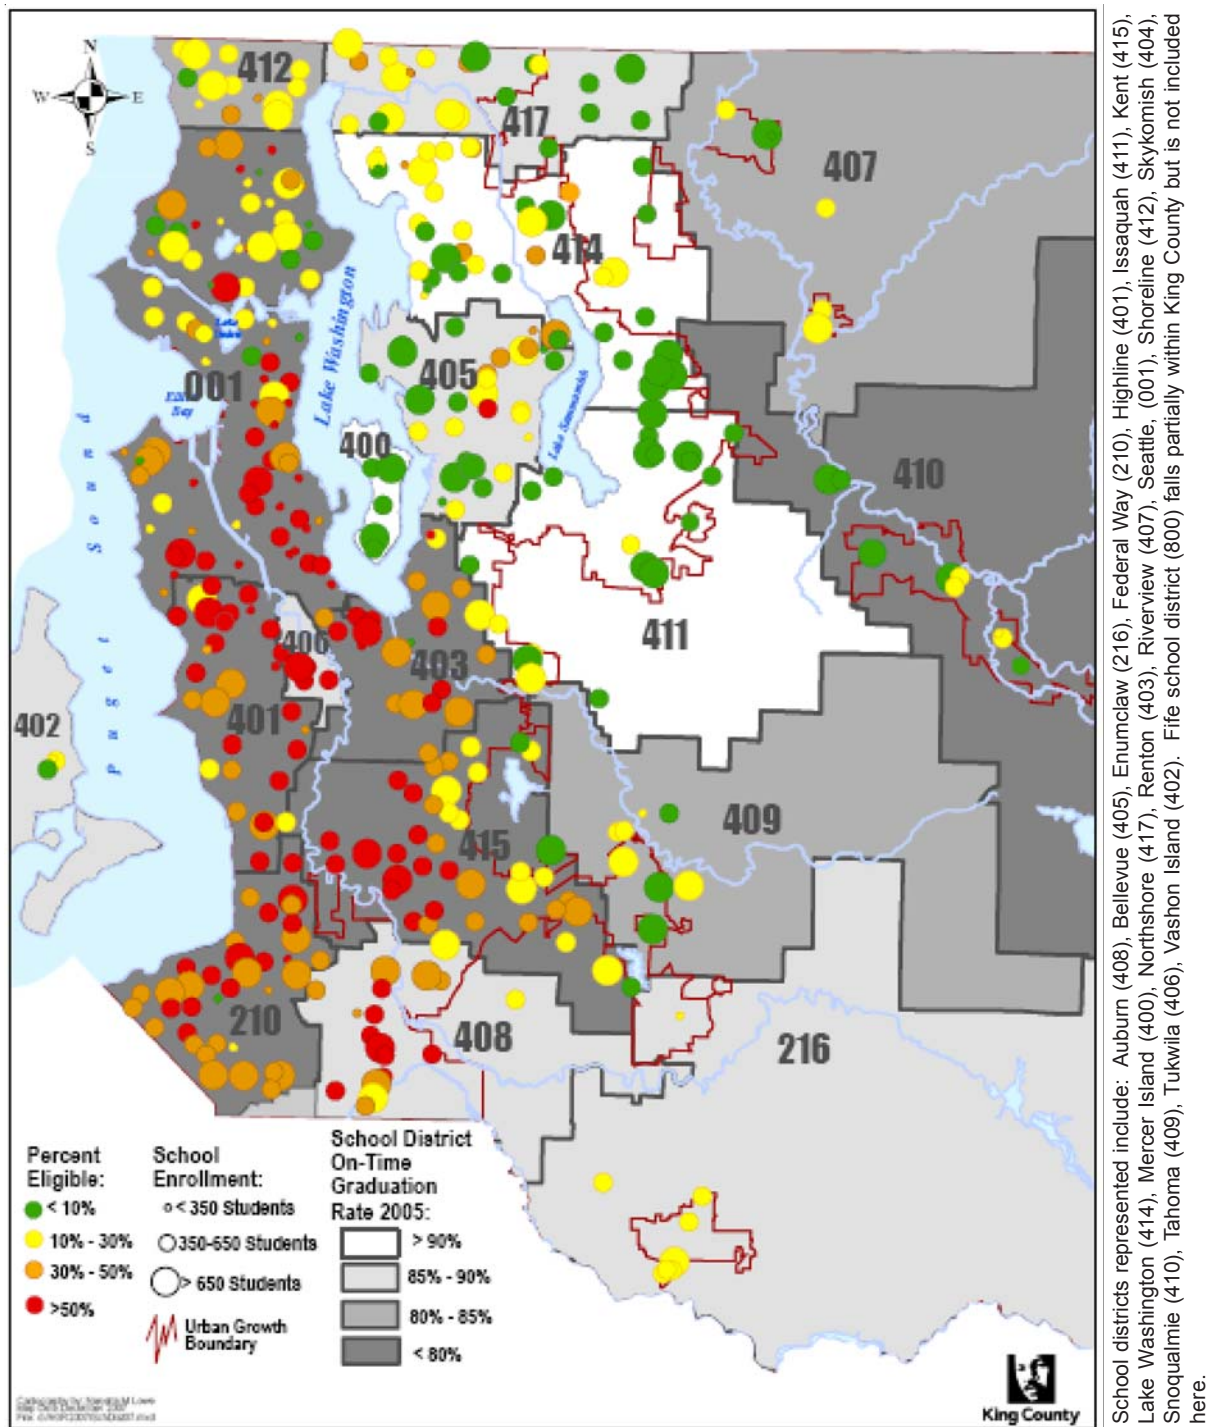 N
W E
S
412
417
407
414
Lake Washington
405
001
Bay
Lake Sammamish
400
410
Puget Sound
411
406
403
402
401
409
415
210
408
216
Percent
Eligible:
< 10%
10% - 30%
30% - 50%
>50%
School
Enrollment:
< 350 Students
350-650 Students
> 650 Students
Urban Growth
Boundary
School District
On-Time
Graduation
Rate 2005:
> 90%
85% - 90%
80% - 85%
< 80%
King County
School districts represented include: Auburn (408), Bellevue (405), Enumclaw (216), Federal Way (210), Highline (401), Issaquah (411), Kent (415),
Lake Washington (414), Mercer Island (400), Northshore (417), Renton (403), Riverview (407), Seattle, (001), Shoreline (412), Skykomish (404),
Snoqualmie (410), Tahoma (409), Tukwila (406), Vashon Island (402). Fife school district (800) falls partially within King County but is not included
here.